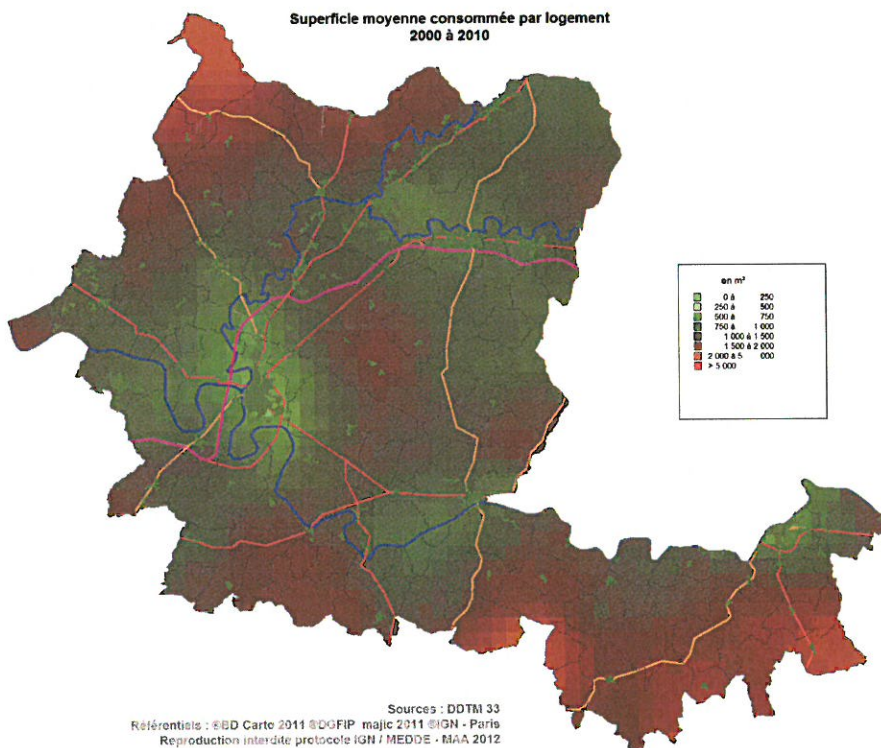 Superficie moyenne consommée par logement
2000 à 2010
en m²
0 à 250
250 à 500
500 à 750
750 à 1 000
1 000 à 1 500
1 500 à 2 000
2 000 à 5 000
> 5 000
Sources : DDTM 33
Référentiels : ©BD Carto 2011 ©DGFIP majic 2011 ©IGN - Paris
Reproduction interdite protocole IGN / MEDDE - MAA 2012